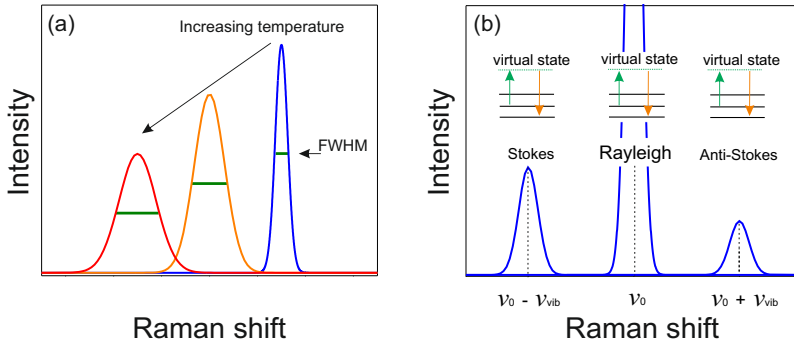 (a)
Increasing temperature
FWHM
Intensity
Raman shift
(b)
virtual state virtual state virtual state
Stokes Rayleigh Anti-Stokes
Intensity
ν₀ - νᵥᵢb ν₀ ν₀ + νᵥᵢb
Raman shift